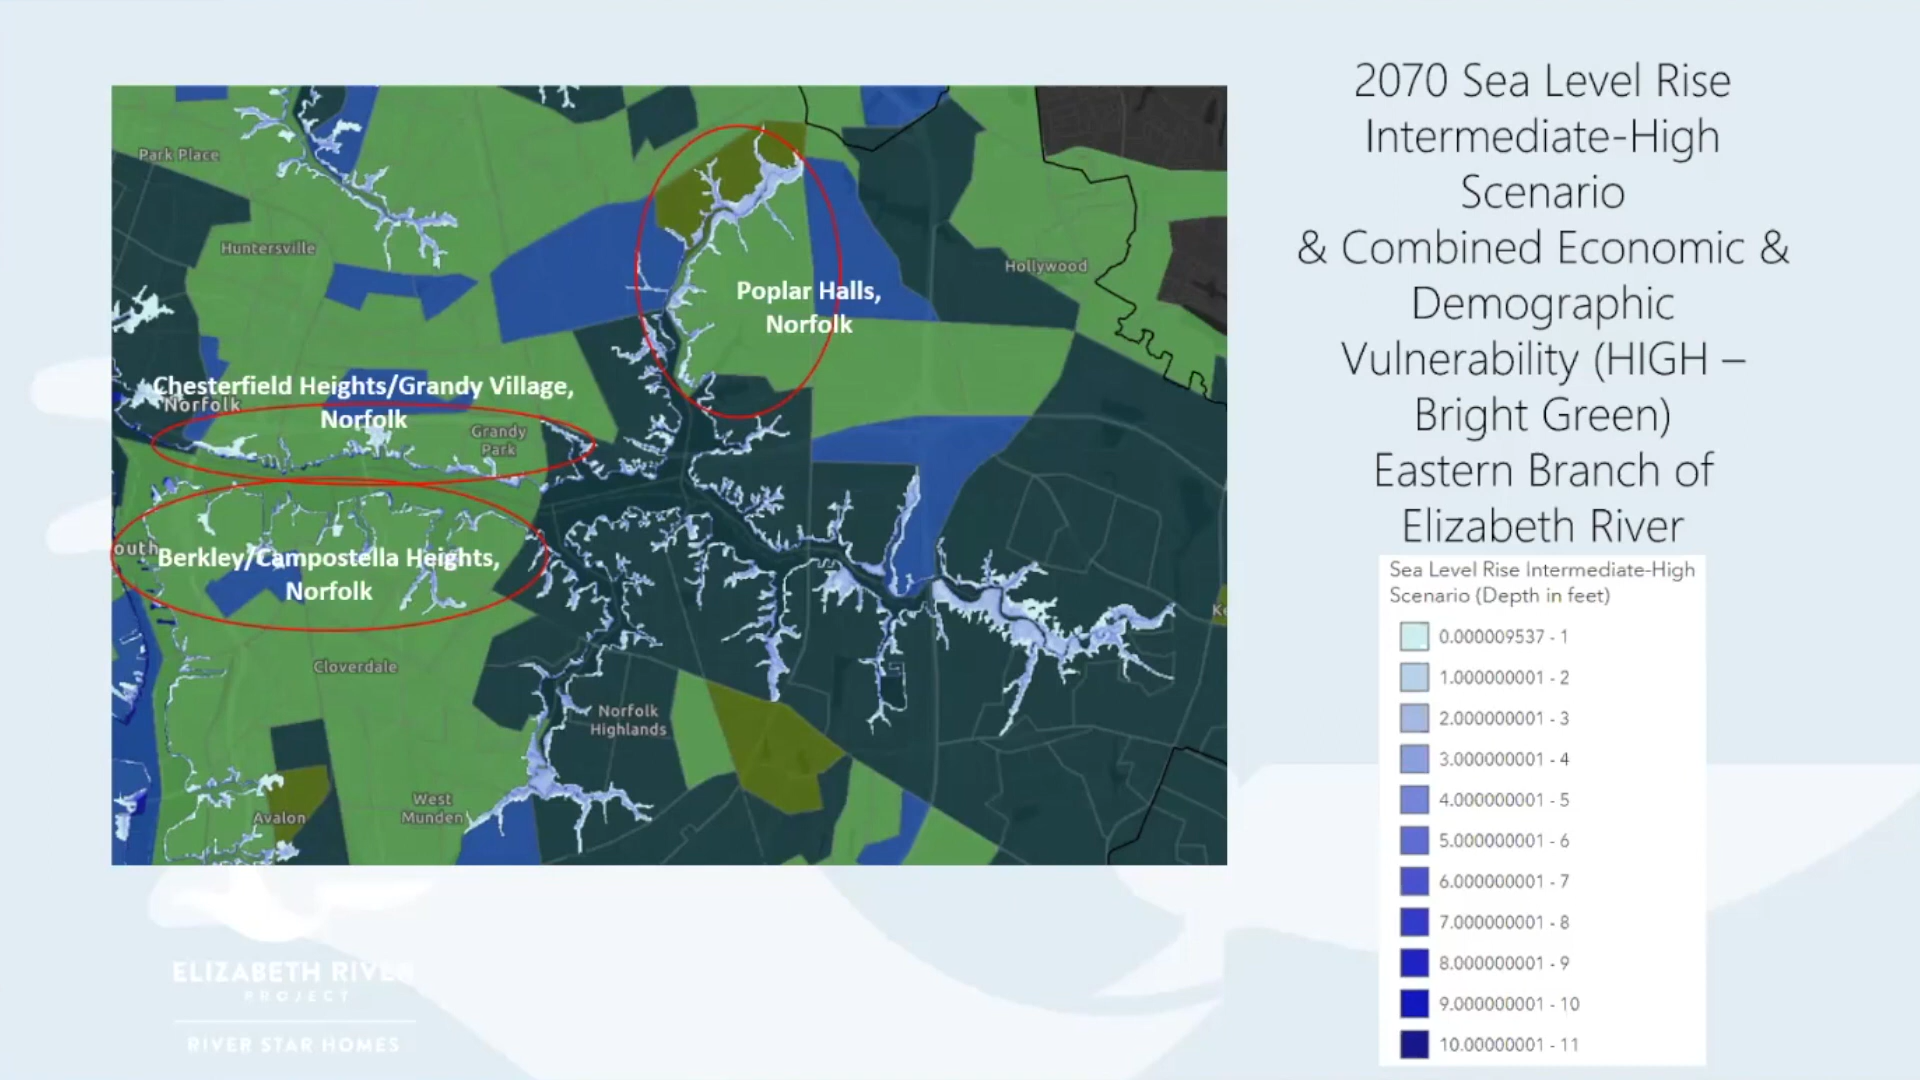 2070 Sea Level Rise
Intermediate-High
Scenario
& Combined Economic &
Demographic
Vulnerability (HIGH –
Bright Green)
Eastern Branch of
Elizabeth River
Park Place
Huntersville
Hollywood
Poplar Halls,
Norfolk
Chesterfield Heights/Grandy Village,
Norfolk
Norfolk
Grandy
Park
outh
Berkley/Campostella Heights,
Norfolk
Ke
Cloverdale
Norfolk
Highlands
West
Munden
Avalon
Sea Level Rise Intermediate-High
Scenario (Depth in feet)
0.000009537 - 1
1.000000001 - 2
2.000000001 - 3
3.000000001 - 4
4.000000001 - 5
5.000000001 - 6
6.000000001 - 7
7.000000001 - 8
8.000000001 - 9
9.000000001 - 10
10.00000001 - 11
ELIZABETH RIVER
PROJECT
RIVER STAR HOMES